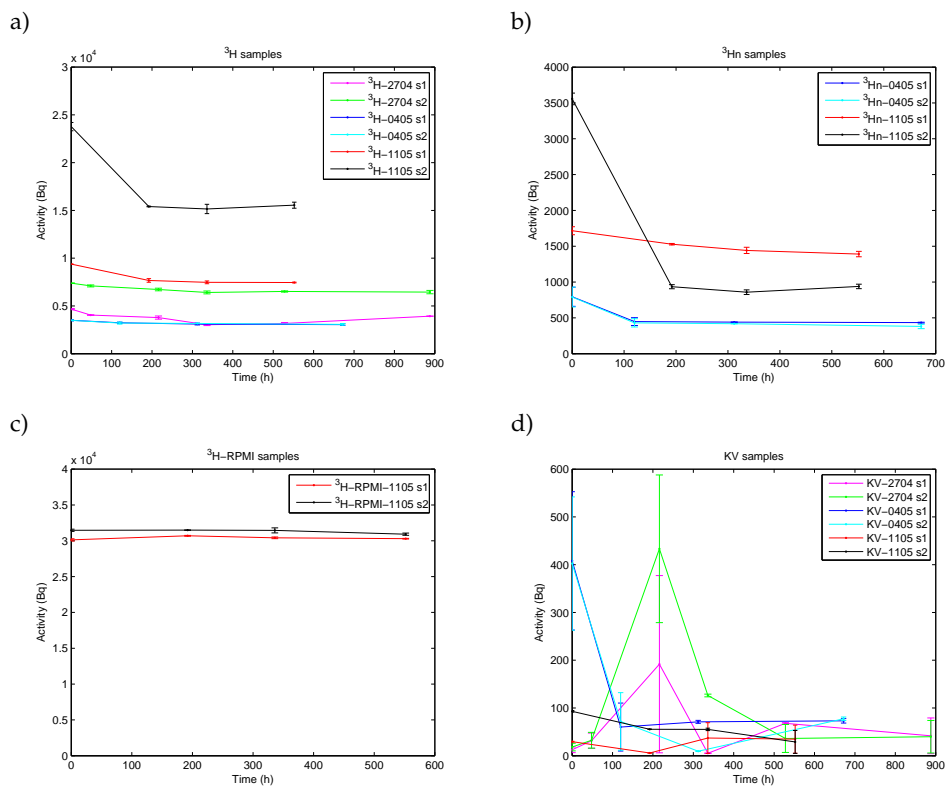 a)
³H samples
x 10⁴
3
2.5
2
1.5
1
0.5
0
Activity (Bq)
0 100 200 300 400 500 600 700 800 900
Time (h)
³H−2704 s1
³H−2704 s2
³H−0405 s1
³H−0405 s2
³H−1105 s1
³H−1105 s2
b)
³Hn samples
4000
3500
3000
2500
2000
1500
1000
500
0
Activity (Bq)
0 100 200 300 400 500 600 700
Time (h)
³Hn−0405 s1
³Hn−0405 s2
³Hn−1105 s1
³Hn−1105 s2
c)
³H−RPMI samples
x 10⁴
4
3.5
3
2.5
2
1.5
1
0.5
0
Activity (Bq)
0 100 200 300 400 500 600
Time (h)
³H−RPMI−1105 s1
³H−RPMI−1105 s2
d)
KV samples
600
500
400
300
200
100
0
Activity (Bq)
0 100 200 300 400 500 600 700 800 900
Time (h)
KV−2704 s1
KV−2704 s2
KV−0405 s1
KV−0405 s2
KV−1105 s1
KV−1105 s2